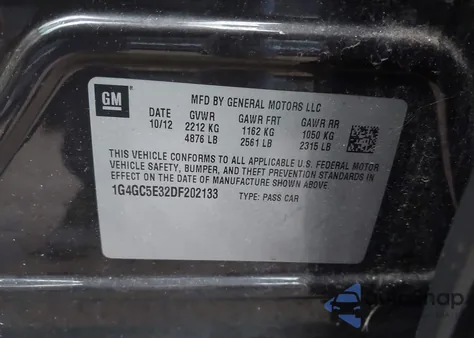 GM
MFD BY GENERAL MOTORS LLC
DATE GVWR GAWR FRT GAWR RR
10/12 2212 KG 1162 KG 1050 KG
4876 LB 2561 LB 2315 LB
THIS VEHICLE CONFORMS TO ALL APPLICABLE U.S. FEDERAL MOTOR
VEHICLE SAFETY, BUMPER, AND THEFT PREVENTION STANDARDS IN
EFFECT ON THE DATE OF MANUFACTURE SHOWN ABOVE.
1G4GC5E32DF202133 TYPE: PASS CAR